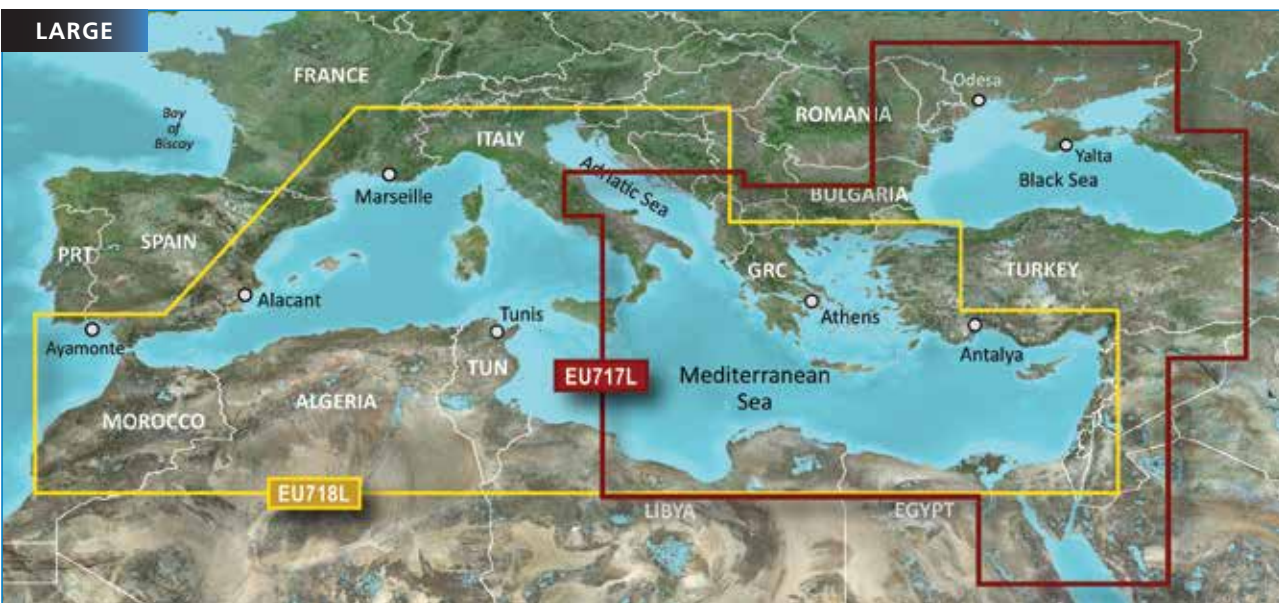 LARGE
FRANCE
Bay
of
Biscay
Odesa
ROMANIA
ITALY
Yalta
Black Sea
Marseille
Adriatic Sea
BULGARIA
PRT
SPAIN
GRC
TURKEY
Alacant
Tunis
Athens
Ayamonte
Antalya
TUN
EU717L
Mediterranean
Sea
MOROCCO
ALGERIA
EU718L
LIBYA
EGYPT